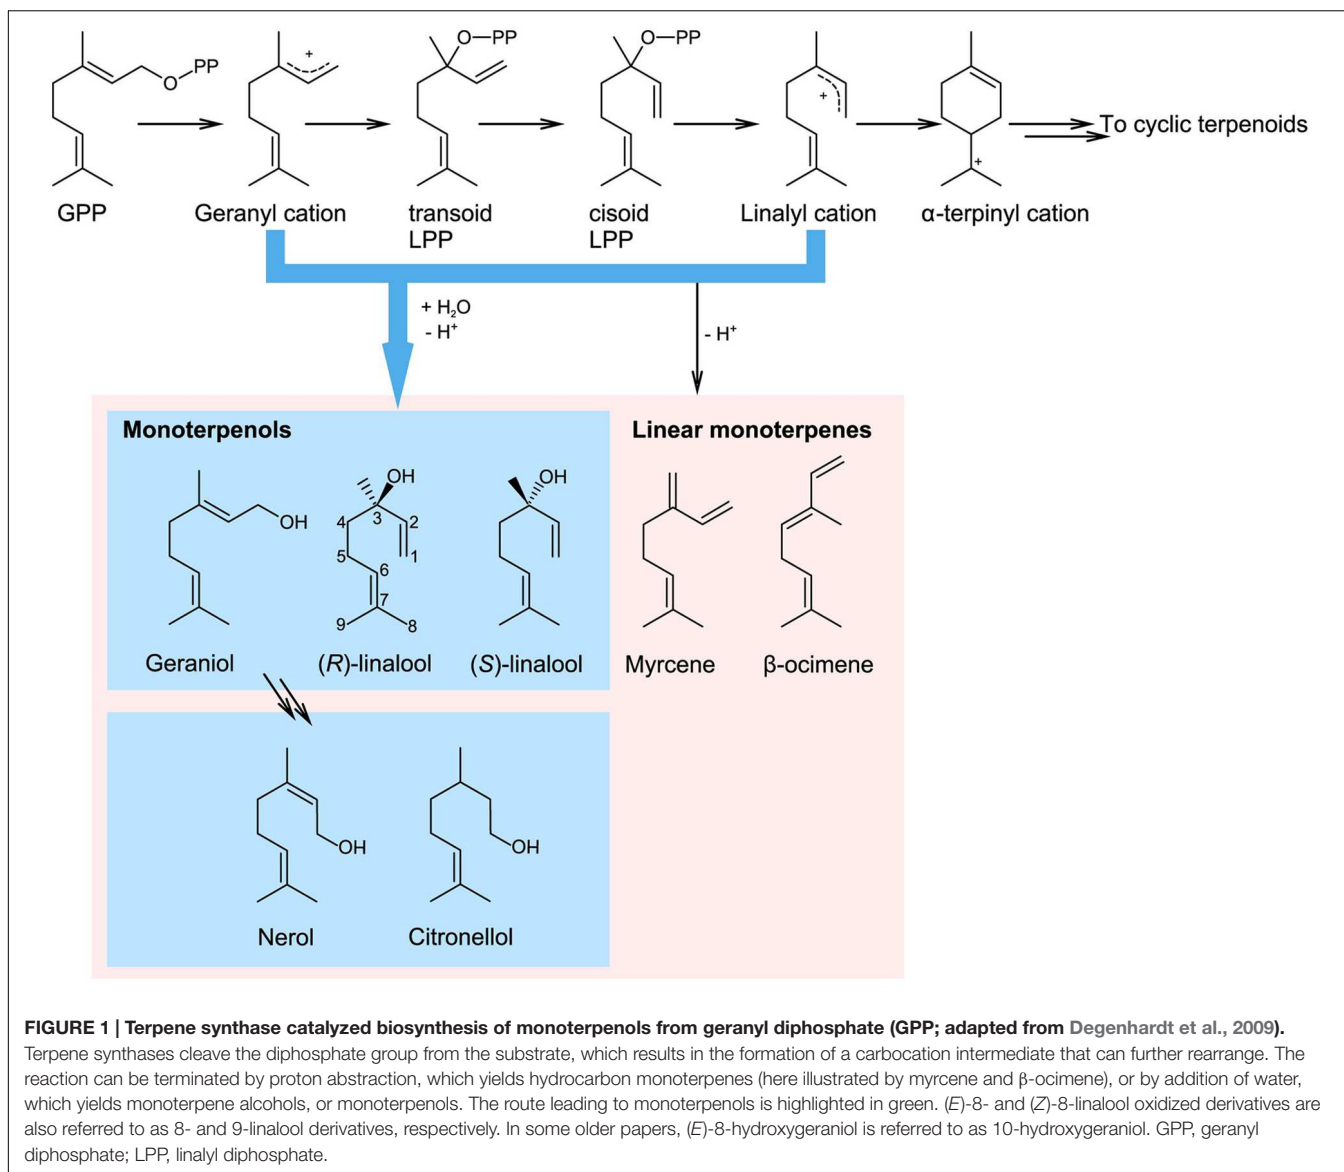 O—PP
O—PP
O
PP
+
+
+
To cyclic terpenoids
GPP
Geranyl cation
transoid
LPP
cisoid
LPP
Linalyl cation
α-terpinyl cation
+ H₂O
- H⁺
- H⁺
Monoterpenols
Linear monoterpenes
OH
OH
OH
3
4
2
5
1
6
7
9
8
Geraniol
(R)-linalool
(S)-linalool
Myrcene
β-ocimene
OH
OH
Nerol
Citronellol
FIGURE 1 | Terpene synthase catalyzed biosynthesis of monoterpenols from geranyl diphosphate (GPP; adapted from Degenhardt et al., 2009).
Terpene synthases cleave the diphosphate group from the substrate, which results in the formation of a carbocation intermediate that can further rearrange. The
reaction can be terminated by proton abstraction, which yields hydrocarbon monoterpenes (here illustrated by myrcene and β-ocimene), or by addition of water,
which yields monoterpene alcohols, or monoterpenols. The route leading to monoterpenols is highlighted in green. (E)-8- and (Z)-8-linalool oxidized derivatives are
also referred to as 8- and 9-linalool derivatives, respectively. In some older papers, (E)-8-hydroxygeraniol is referred to as 10-hydroxygeraniol. GPP, geranyl
diphosphate; LPP, linalyl diphosphate.